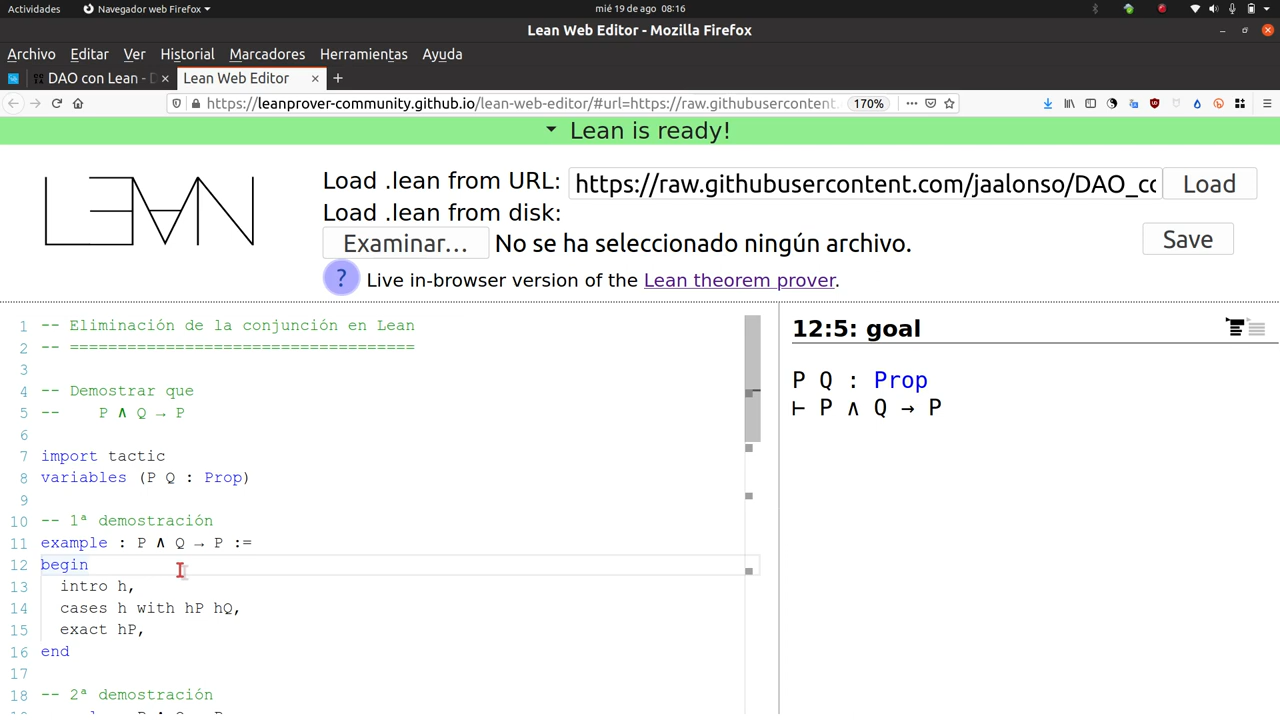 Actividades Navegador web Firefox mié 19 de ago 08:16
Lean Web Editor - Mozilla Firefox
Archivo Editar Ver Historial Marcadores Herramientas Ayuda
DAO con Lean - D Lean Web Editor
https://leanprover-community.github.io/lean-web-editor/#url=https://raw.githubusercontent. 170%
Lean is ready!
LEAN
Load .lean from URL: https://raw.githubusercontent.com/jaalonso/DAO_cc Load
Load .lean from disk:
Examinar... No se ha seleccionado ningún archivo. Save
? Live in-browser version of the Lean theorem prover.
1 -- Eliminación de la conjunción en Lean
2 -- ====================================
3
4 -- Demostrar que
5 -- P ∧ Q → P
6
7 import tactic
8 variables (P Q : Prop)
9
10 -- 1ª demostración
11 example : P ∧ Q → P :=
12 begin
13 intro h,
14 cases h with hP hQ,
15 exact hP,
16 end
17
18 -- 2ª demostración
12:5: goal
P Q : Prop
⊢ P ∧ Q → P